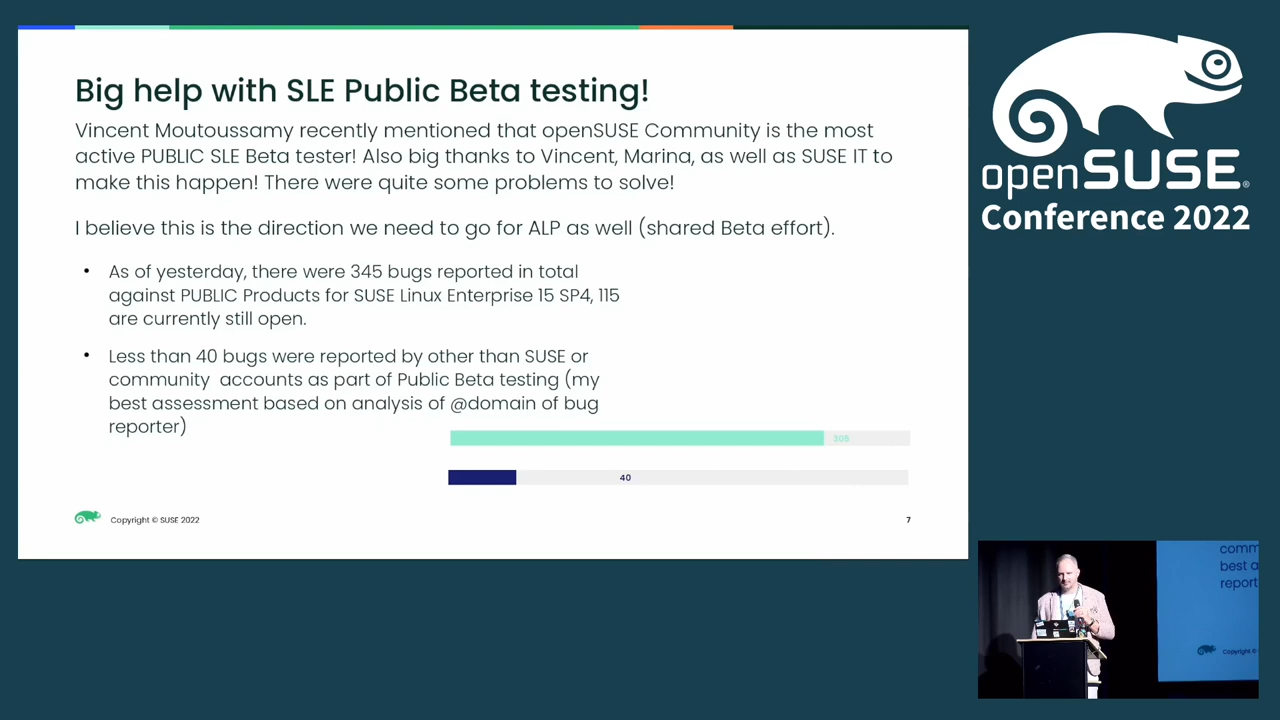 Big help with SLE Public Beta testing!
Vincent Moutoussamy recently mentioned that openSUSE Community is the most
active PUBLIC SLE Beta tester! Also big thanks to Vincent, Marina, as well as SUSE IT to
make this happen! There were quite some problems to solve!
I believe this is the direction we need to go for ALP as well (shared Beta effort).
• As of yesterday, there were 345 bugs reported in total
against PUBLIC Products for SUSE Linux Enterprise 15 SP4, 115
are currently still open.
• Less than 40 bugs were reported by other than SUSE or
community accounts as part of Public Beta testing (my
best assessment based on analysis of @domain of bug
reporter)
305
40
Copyright © SUSE 2022
7
openSUSE®
Conference 2022
comm
best a
report
Copyright ©